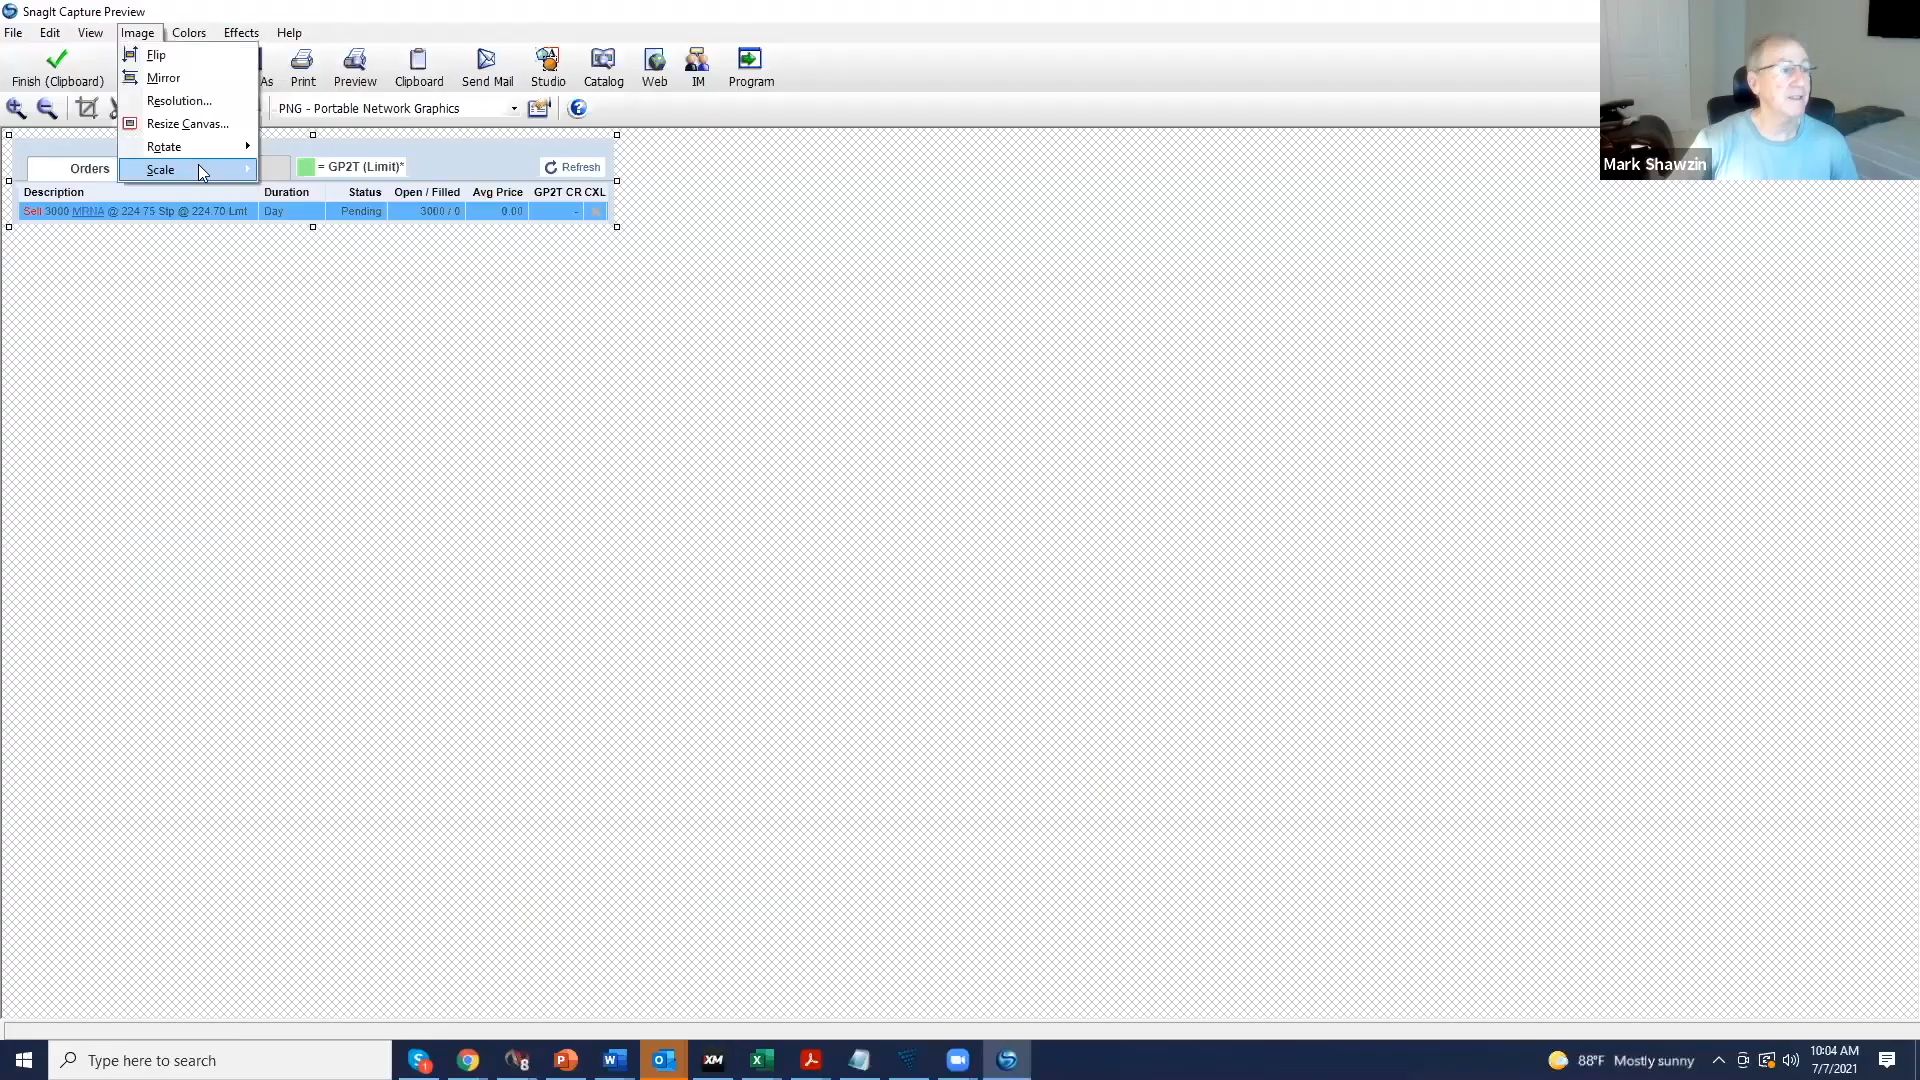 SnagIt Capture Preview
File Edit View Image Colors Effects Help
Finish (Clipboard) As Print Preview Clipboard Send Mail Studio Catalog Web IM Program
PNG - Portable Network Graphics
Flip
Mirror
Resolution...
Resize Canvas...
Rotate
Scale
Orders = GP2T (Limit)* Refresh
Description Duration Status Open / Filled Avg Price GP2T CR CXL
Sell 3000 MRNA @ 224.75 Stp @ 224.70 Lmt Day Pending 3000 / 0 0.00 -
Mark Shawzin
Type here to search
88°F Mostly sunny
10:04 AM
7/7/2021